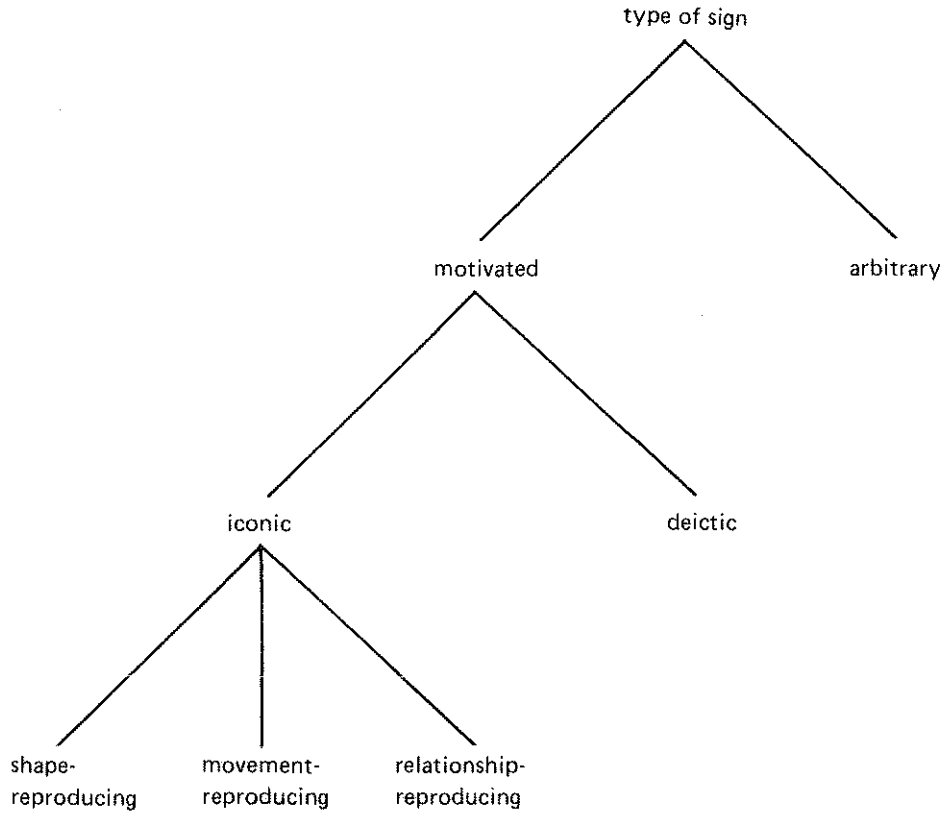 type of sign
motivated
arbitrary
iconic
deictic
shape-
reproducing
movement-
reproducing
relationship-
reproducing